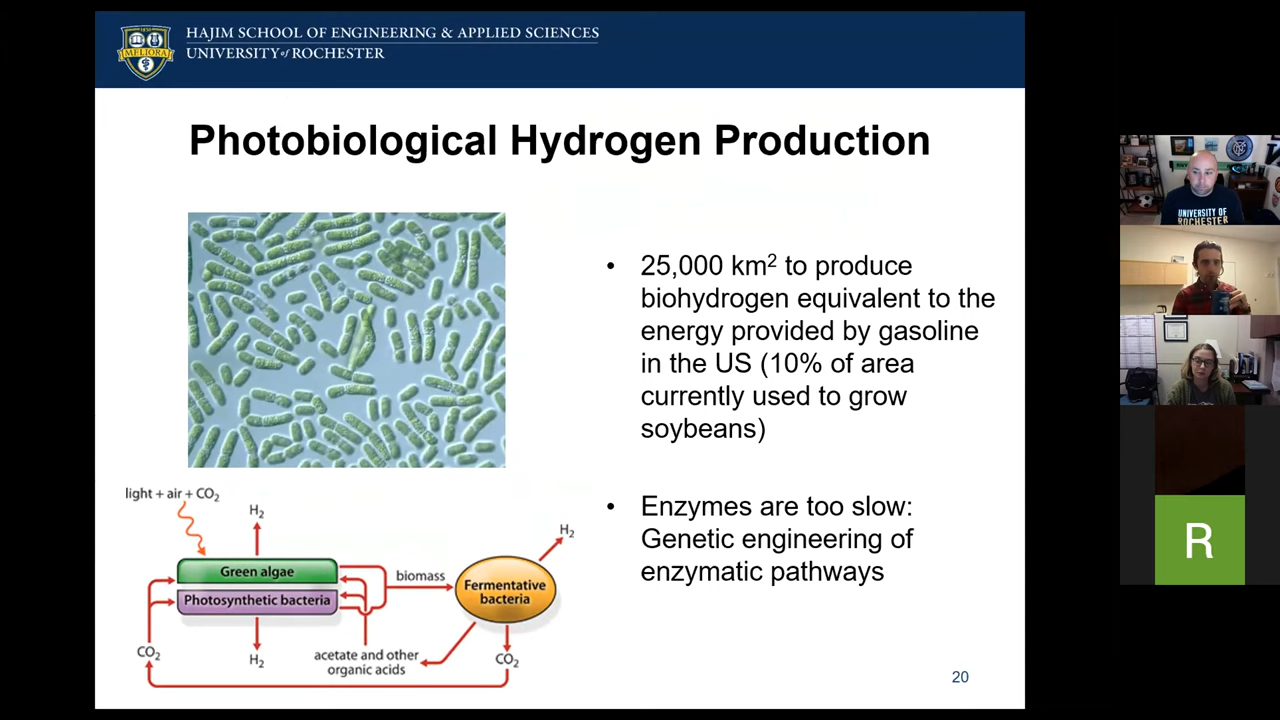 HAJIM SCHOOL OF ENGINEERING & APPLIED SCIENCES
UNIVERSITY of ROCHESTER
MELIORA
Photobiological Hydrogen Production
• 25,000 km² to produce
biohydrogen equivalent to the
energy provided by gasoline
in the US (10% of area
currently used to grow
soybeans)
• Enzymes are too slow:
Genetic engineering of
enzymatic pathways
light + air + CO₂
H₂
H₂
Green algae
biomass
Fermentative
bacteria
Photosynthetic bacteria
CO₂
H₂
acetate and other
organic acids
CO₂
20
UNIVERSITY OF
ROCHESTER
R